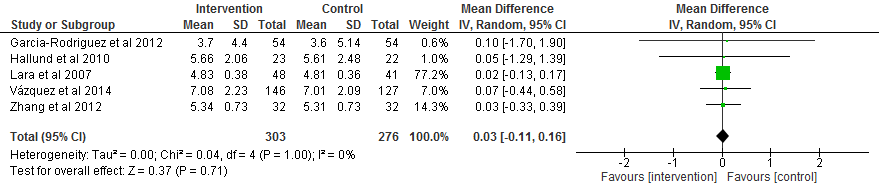 Intervention Control Mean Difference Mean Difference
Study or Subgroup Mean SD Total Mean SD Total Weight IV, Random, 95% CI IV, Random, 95% CI
Garcia-Rodriguez et al 2012 3.7 4.4 54 3.6 5.14 54 0.6% 0.10 [-1.70, 1.90]
Hallund et al 2010 5.66 2.06 23 5.61 2.48 22 1.0% 0.05 [-1.29, 1.39]
Lara et al 2007 4.83 0.38 48 4.81 0.36 41 77.2% 0.02 [-0.13, 0.17]
Vázquez et al 2014 7.08 2.23 146 7.01 2.09 127 7.0% 0.07 [-0.44, 0.58]
Zhang et al 2012 5.34 0.73 32 5.31 0.73 32 14.3% 0.03 [-0.33, 0.39]
Total (95% CI) 303 276 100.0% 0.03 [-0.11, 0.16]
Heterogeneity: Tau² = 0.00; Chi² = 0.04, df = 4 (P = 1.00); I² = 0%
Test for overall effect: Z = 0.37 (P = 0.71)
-2 -1 0 1 2
Favours [intervention] Favours [control]